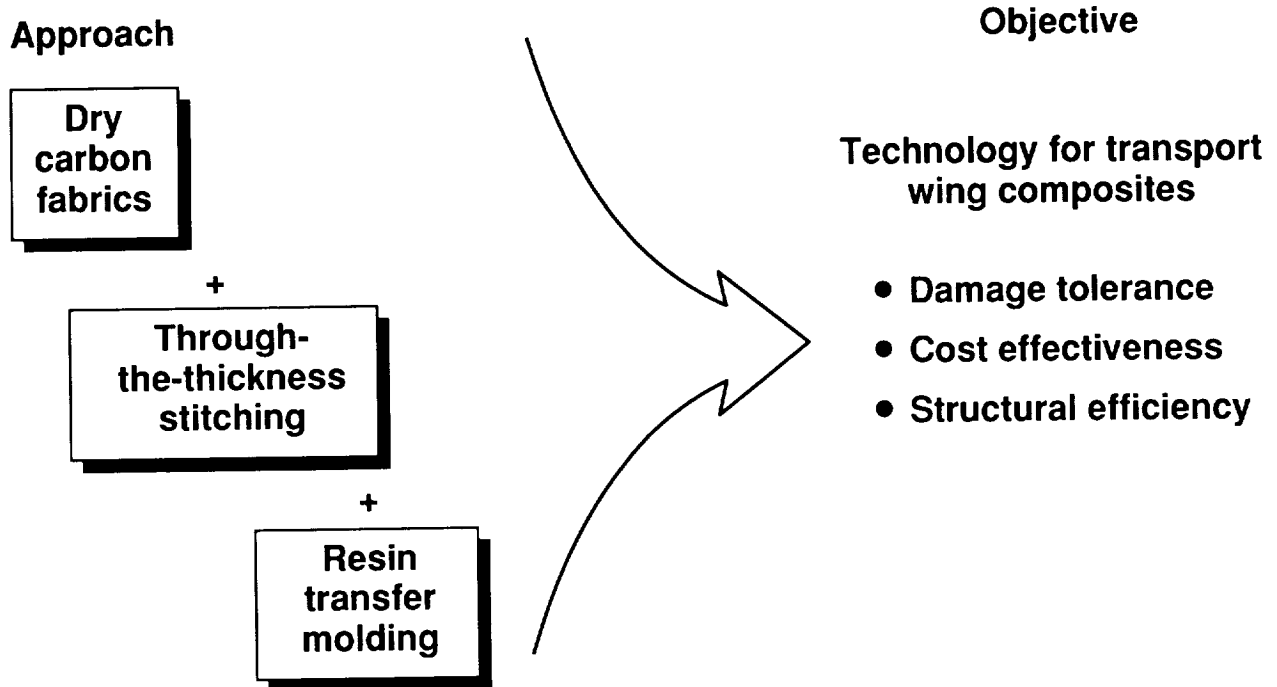 Approach
Dry
carbon
fabrics
+
Through-
the-thickness
stitching
+
Resin
transfer
molding
Objective
Technology for transport
wing composites
● Damage tolerance
● Cost effectiveness
● Structural efficiency